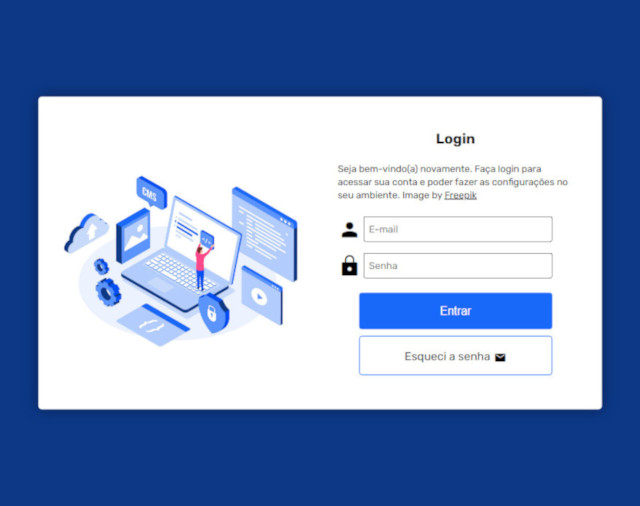 Login
Seja bem-vindo(a) novamente. Faça login para
acessar sua conta e poder fazer as configurações no
seu ambiente. Image by Freepik
CMS
</>
E-mail
Senha
Entrar
Esqueci a senha